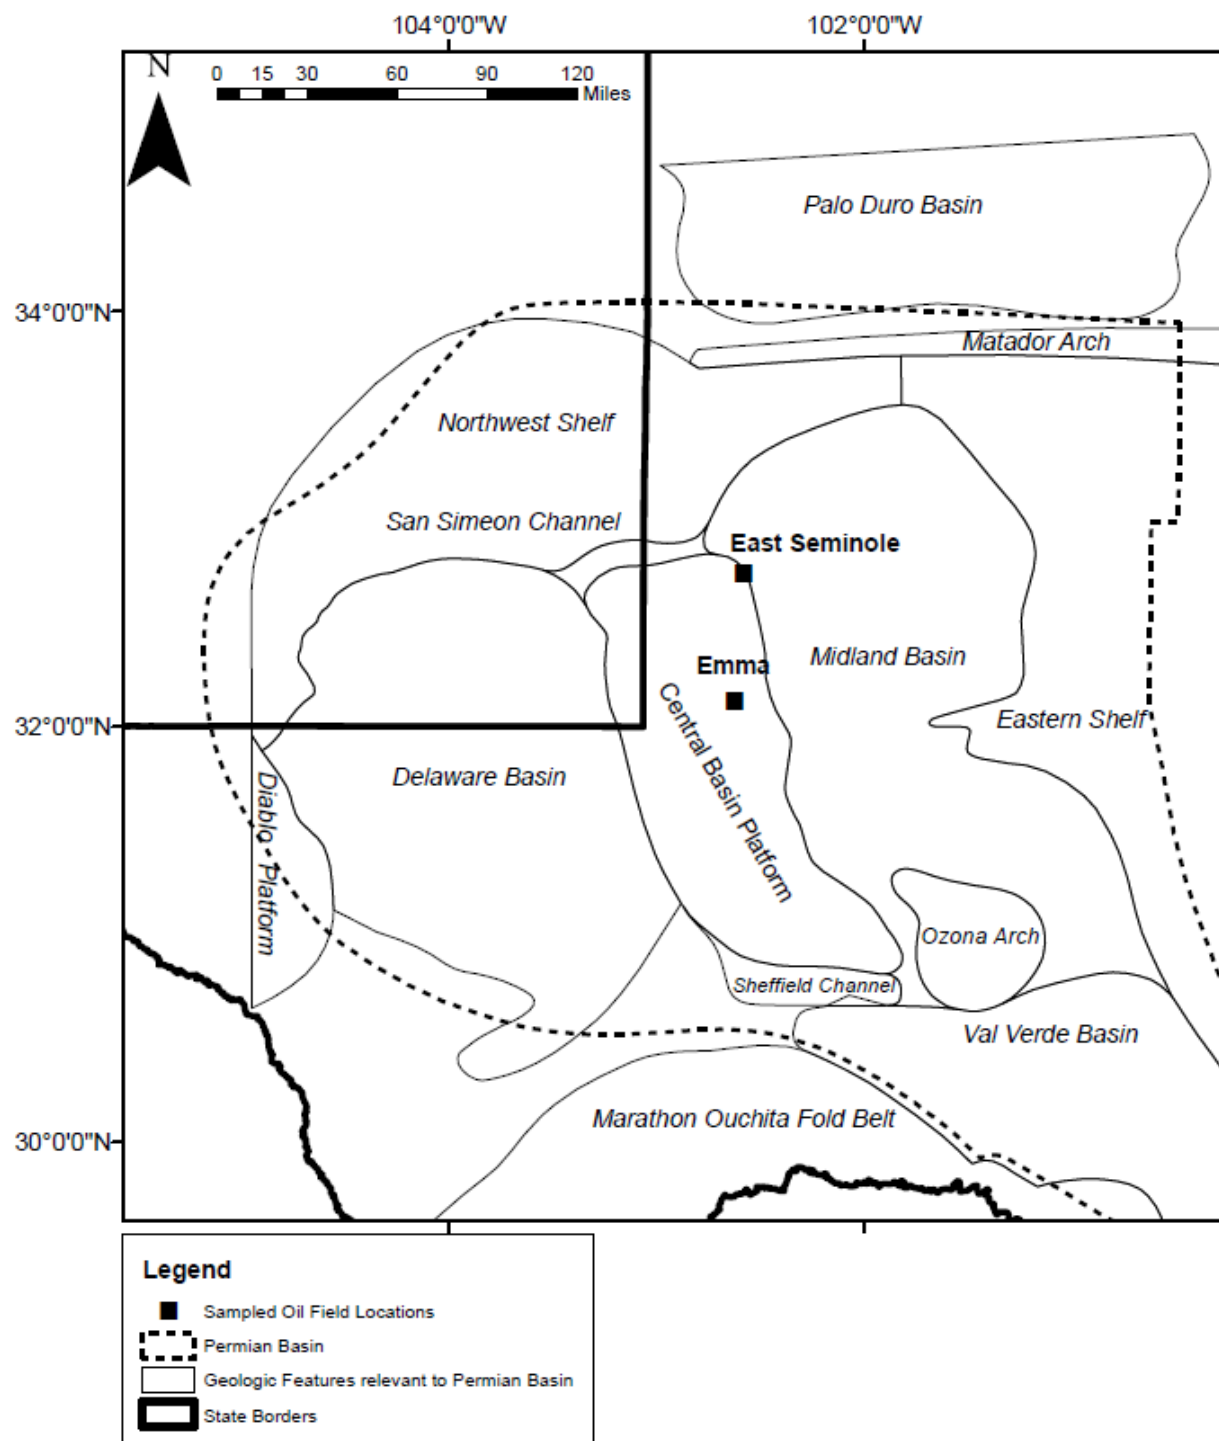 104°0'0"W 102°0'0"W
N
0 15 30 60 90 120
Miles
Palo Duro Basin
34°0'0"N
Matador Arch
Northwest Shelf
San Simeon Channel
East Seminole
Emma
Midland Basin
Eastern Shelf
32°0'0"N
Central Basin Platform
Delaware Basin
Diablo Platform
Ozona Arch
Sheffield Channel
Val Verde Basin
Marathon Ouchita Fold Belt
30°0'0"N
Legend
Sampled Oil Field Locations
Permian Basin
Geologic Features relevant to Permian Basin
State Borders